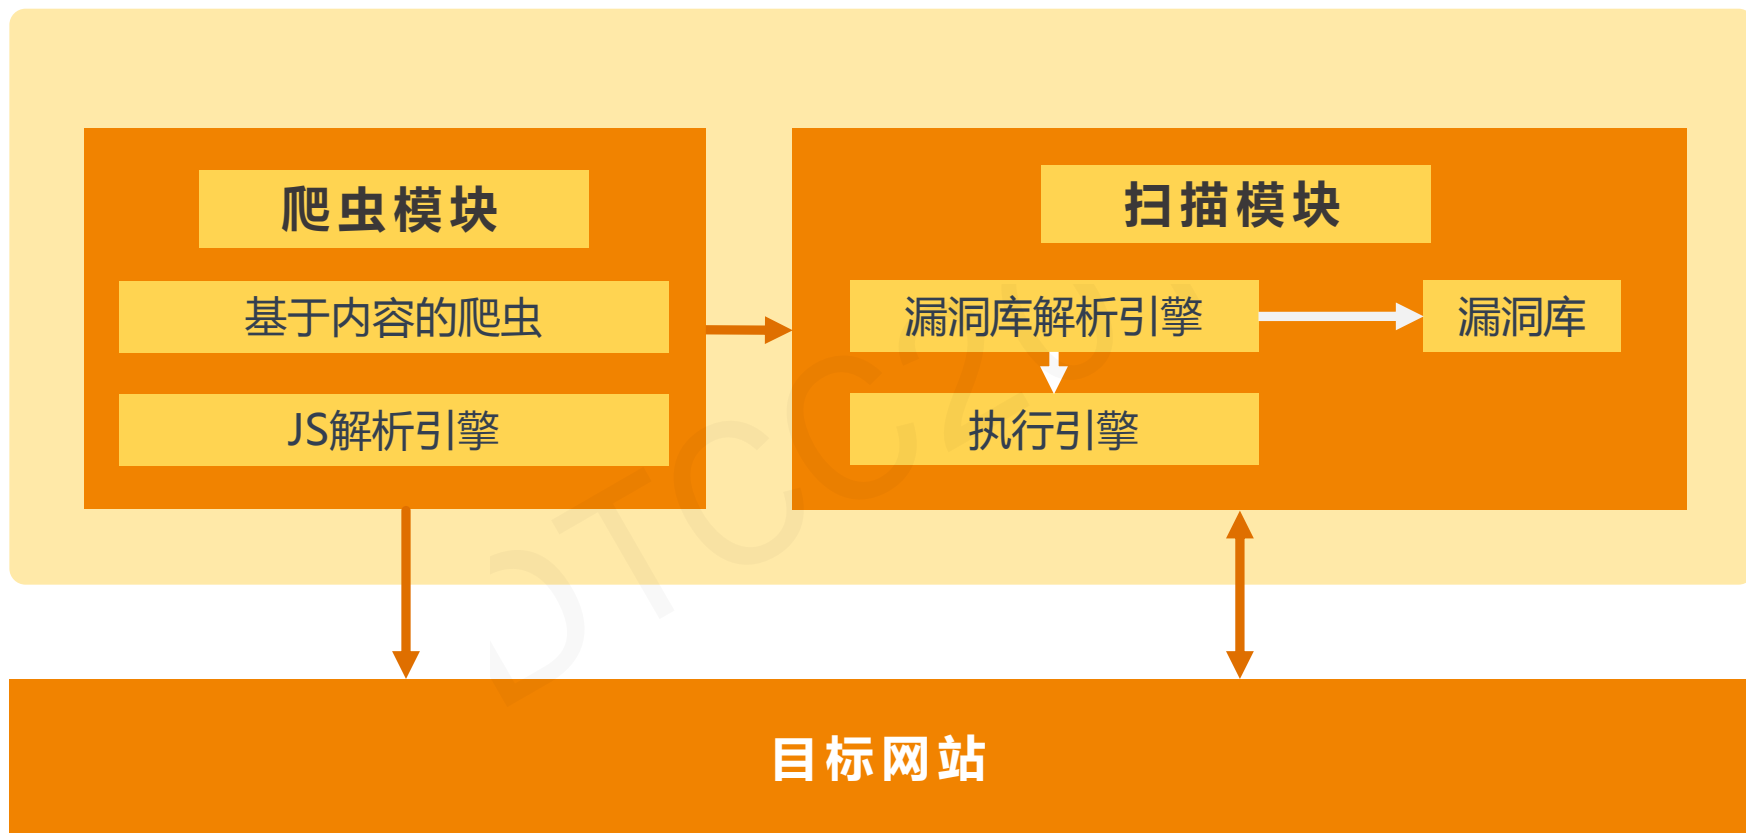 爬虫模块
基于内容的爬虫
JS解析引擎
扫描模块
漏洞库解析引擎
漏洞库
执行引擎
目标网站